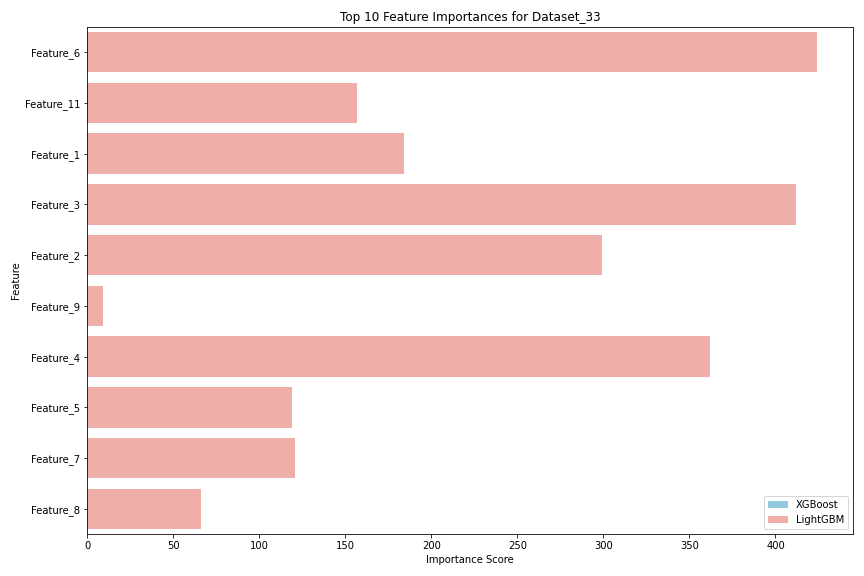 Top 10 Feature Importances for Dataset_33
Feature_6
Feature_11
Feature_1
Feature_3
Feature_2
Feature_9
Feature_4
Feature_5
Feature_7
Feature_8
Feature
XGBoost
LightGBM
0 50 100 150 200 250 300 350 400
Importance Score